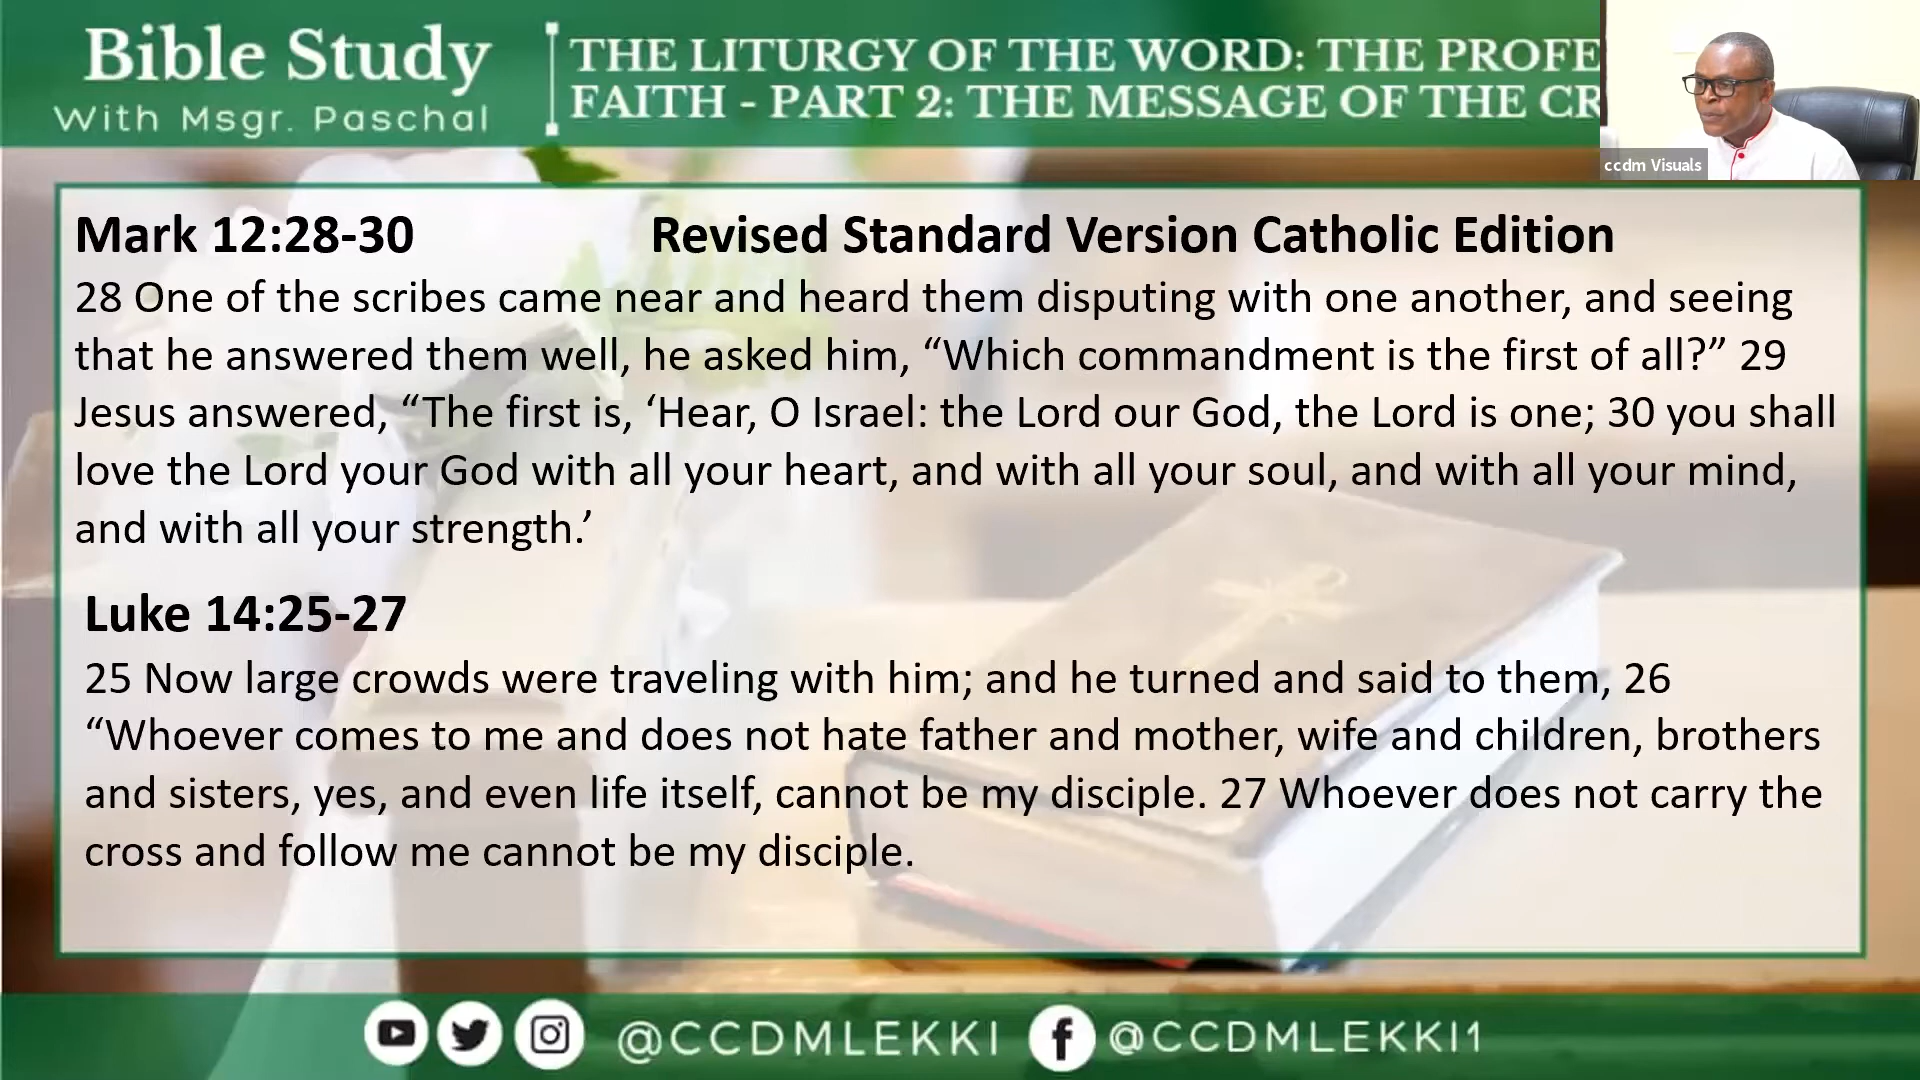 Bible Study
With Msgr. Paschal
THE LITURGY OF THE WORD: THE PROFE
FAITH - PART 2: THE MESSAGE OF THE CR
ccdm Visuals
Mark 12:28-30 Revised Standard Version Catholic Edition
28 One of the scribes came near and heard them disputing with one another, and seeing
that he answered them well, he asked him, “Which commandment is the first of all?” 29
Jesus answered, “The first is, ‘Hear, O Israel: the Lord our God, the Lord is one; 30 you shall
love the Lord your God with all your heart, and with all your soul, and with all your mind,
and with all your strength.’
Luke 14:25-27
25 Now large crowds were traveling with him; and he turned and said to them, 26
“Whoever comes to me and does not hate father and mother, wife and children, brothers
and sisters, yes, and even life itself, cannot be my disciple. 27 Whoever does not carry the
cross and follow me cannot be my disciple.
@CCDMLEKKI @CCDMLEKKI1